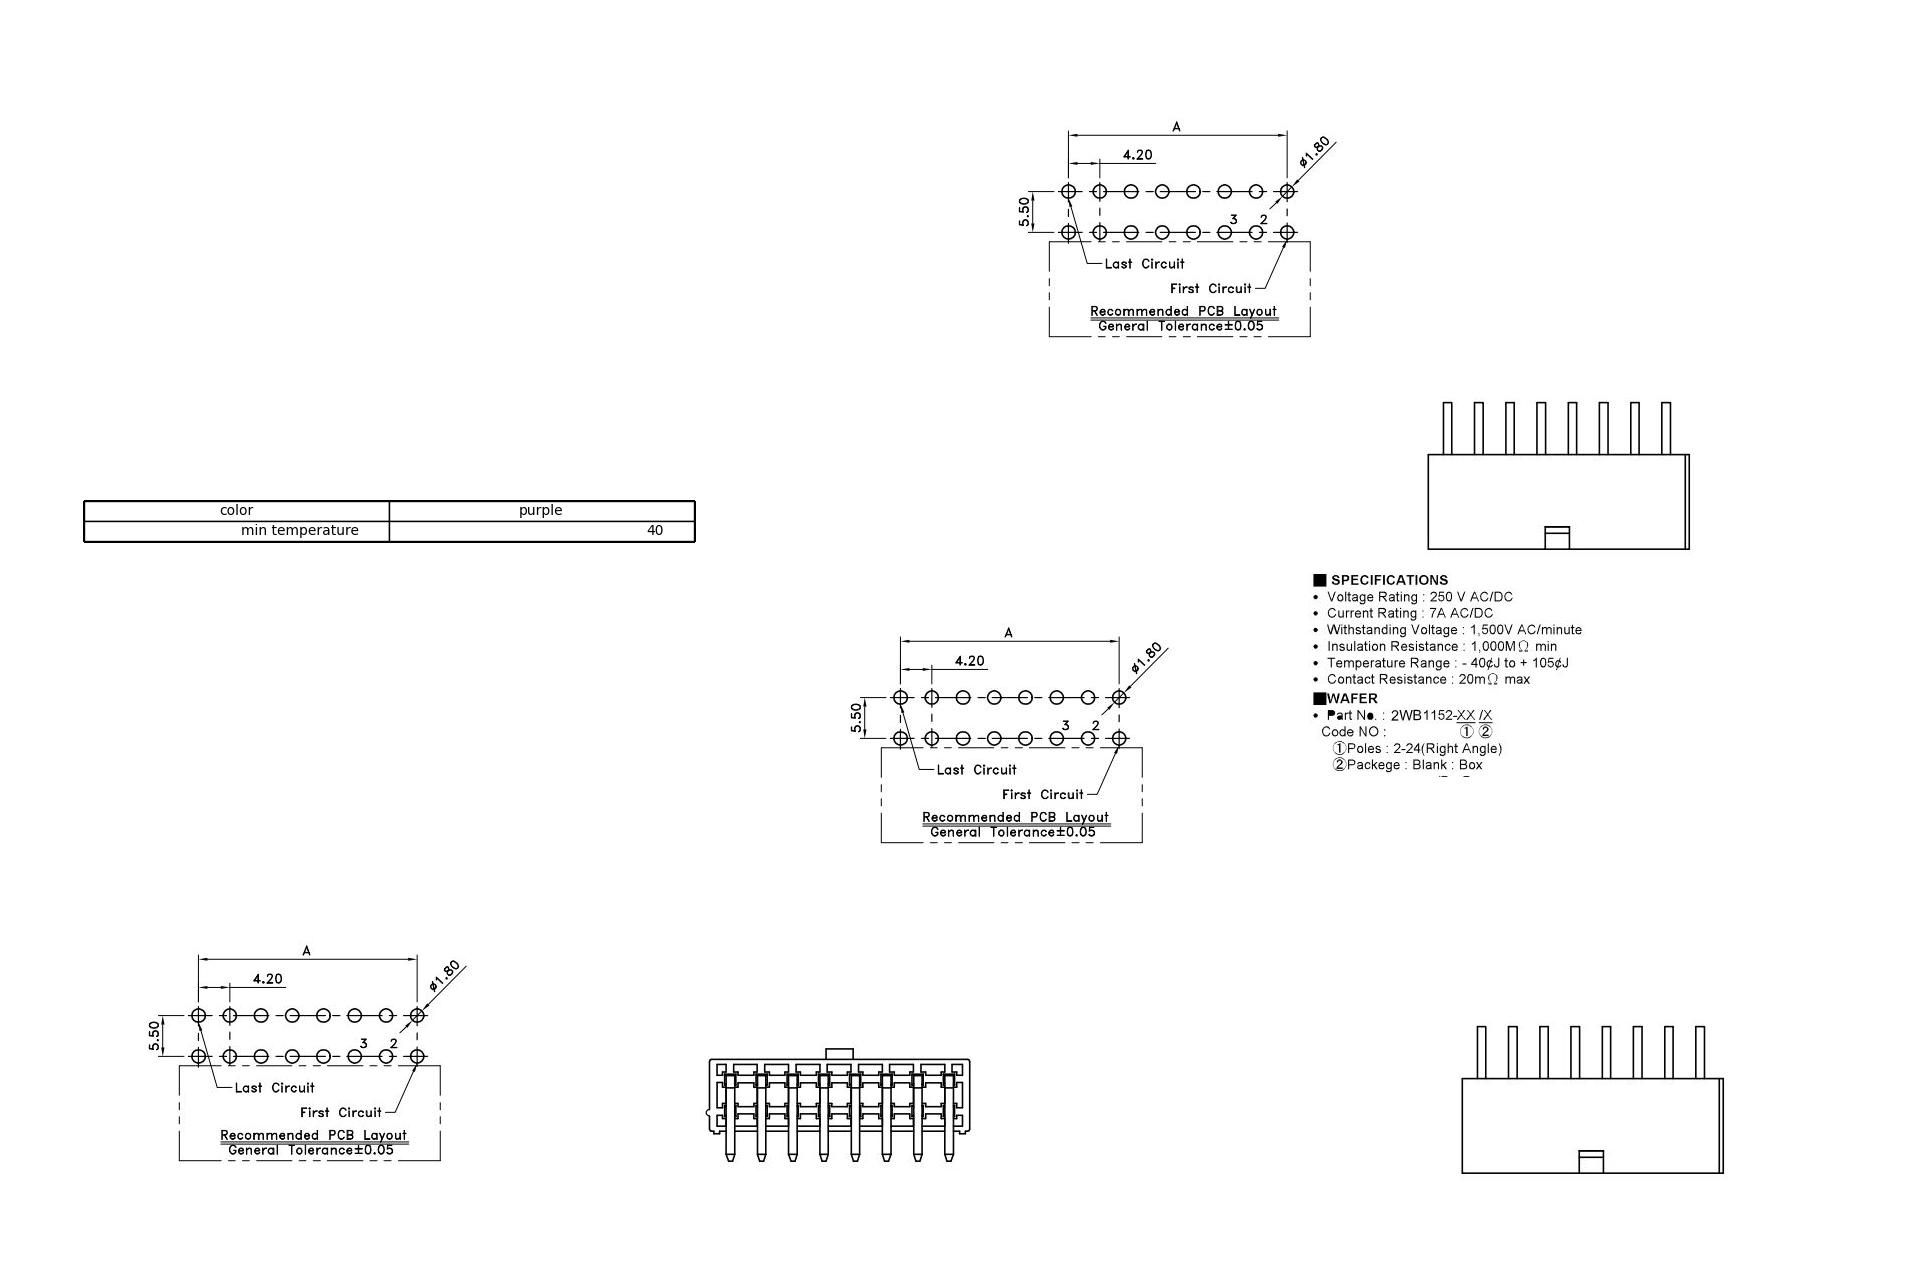 A
4.20
ø1.80
5.50
3 2
Last Circuit
First Circuit
Recommended PCB Layout
General Tolerance±0.05
color purple
min temperature 40
■ SPECIFICATIONS
• Voltage Rating : 250 V AC/DC
• Current Rating : 7A AC/DC
• Withstanding Voltage : 1,500V AC/minute
• Insulation Resistance : 1,000MΩ min
• Temperature Range : - 40¢J to + 105¢J
• Contact Resistance : 20mΩ max
■WAFER
• Part No. : 2WB1152-XX /X
Code NO : ① ②
①Poles : 2-24(Right Angle)
②Packege : Blank : Box
A
4.20
ø1.80
5.50
3 2
Last Circuit
First Circuit
Recommended PCB Layout
General Tolerance±0.05
A
4.20
ø1.80
5.50
3 2
Last Circuit
First Circuit
Recommended PCB Layout
General Tolerance±0.05